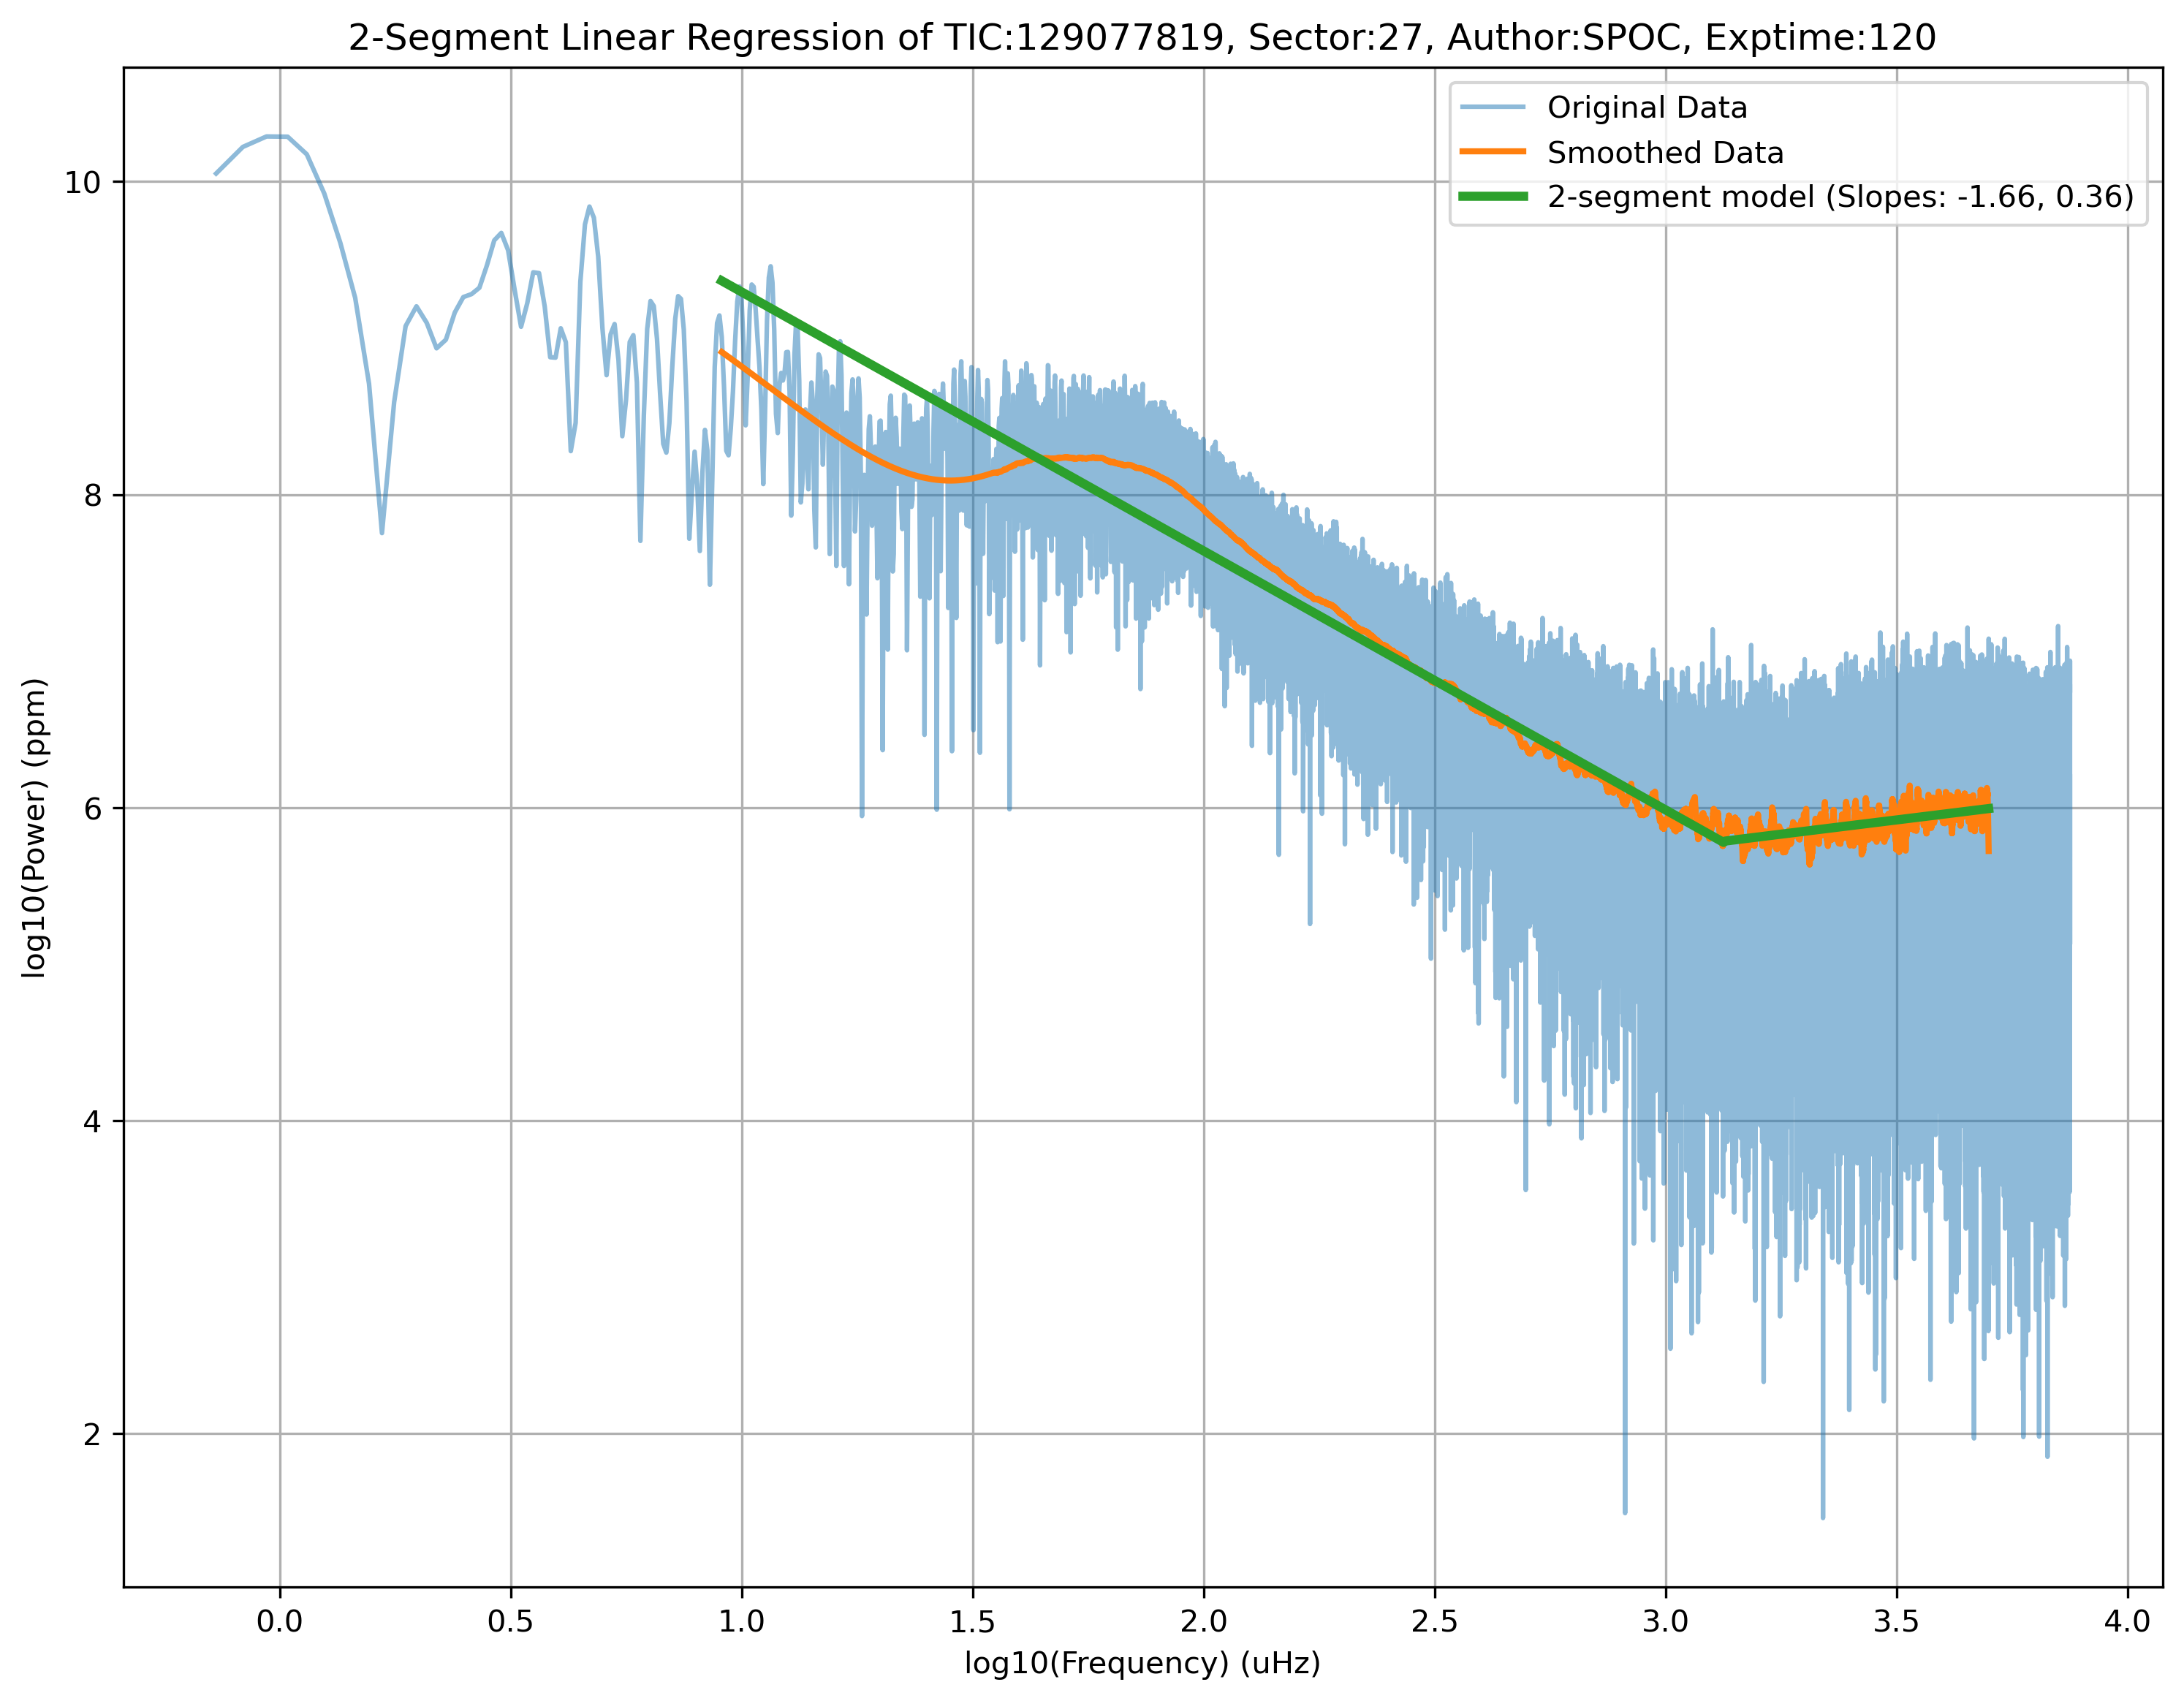 2-Segment Linear Regression of TIC:129077819, Sector:27, Author:SPOC, Exptime:120
Original Data
Smoothed Data
2-segment model (Slopes: -1.66, 0.36)
log10(Power) (ppm)
10
8
6
4
2
0.0 0.5 1.0 1.5 2.0 2.5 3.0 3.5 4.0
log10(Frequency) (uHz)